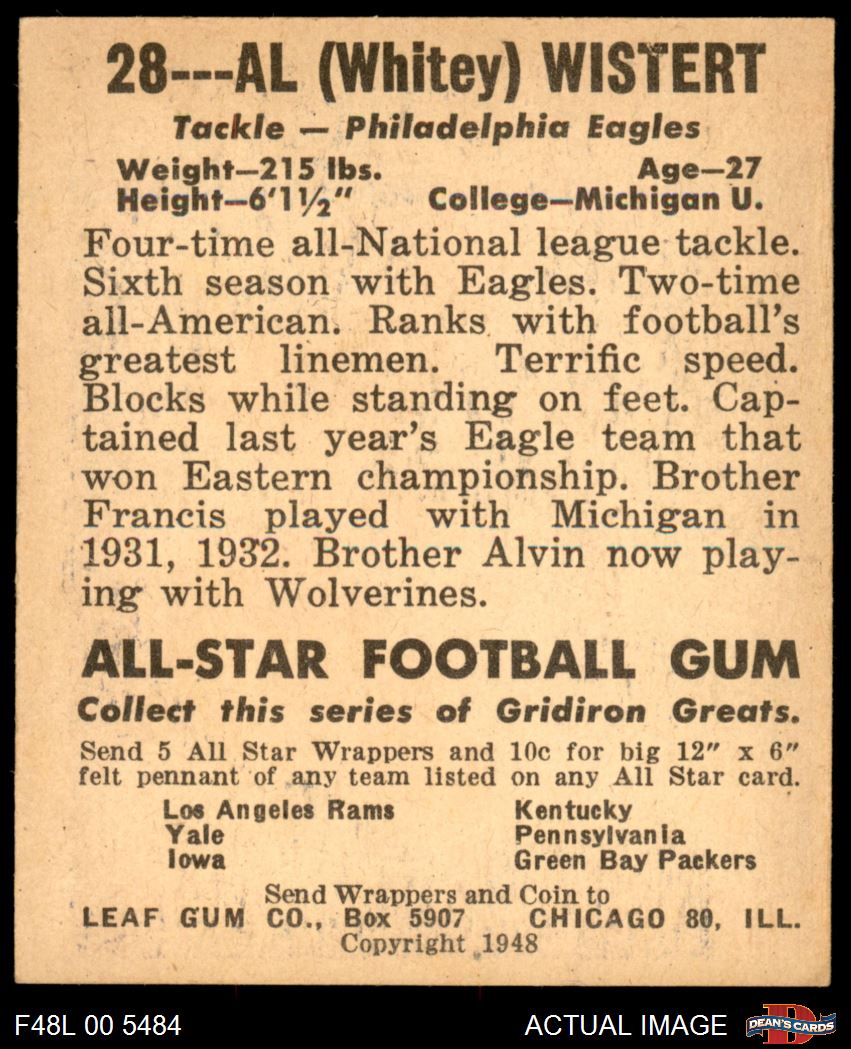 28---AL (Whitey) WISTERT
Tackle — Philadelphia Eagles
Weight—215 lbs. Age—27
Height—6'1½" College—Michigan U.
Four-time all-National league tackle.
Sixth season with Eagles. Two-time
all-American. Ranks with football's
greatest linemen. Terrific speed.
Blocks while standing on feet. Cap-
tained last year's Eagle team that
won Eastern championship. Brother
Francis played with Michigan in
1931, 1932. Brother Alvin now play-
ing with Wolverines.
ALL-STAR FOOTBALL GUM
Collect this series of Gridiron Greats.
Send 5 All Star Wrappers and 10c for big 12" x 6"
felt pennant of any team listed on any All Star card.
Los Angeles Rams Kentucky
Yale Pennsylvania
Iowa Green Bay Packers
Send Wrappers and Coin to
LEAF GUM CO., Box 5907 CHICAGO 80, ILL.
Copyright 1948
F48L 00 5484 ACTUAL IMAGE D DEAN'S CARDS